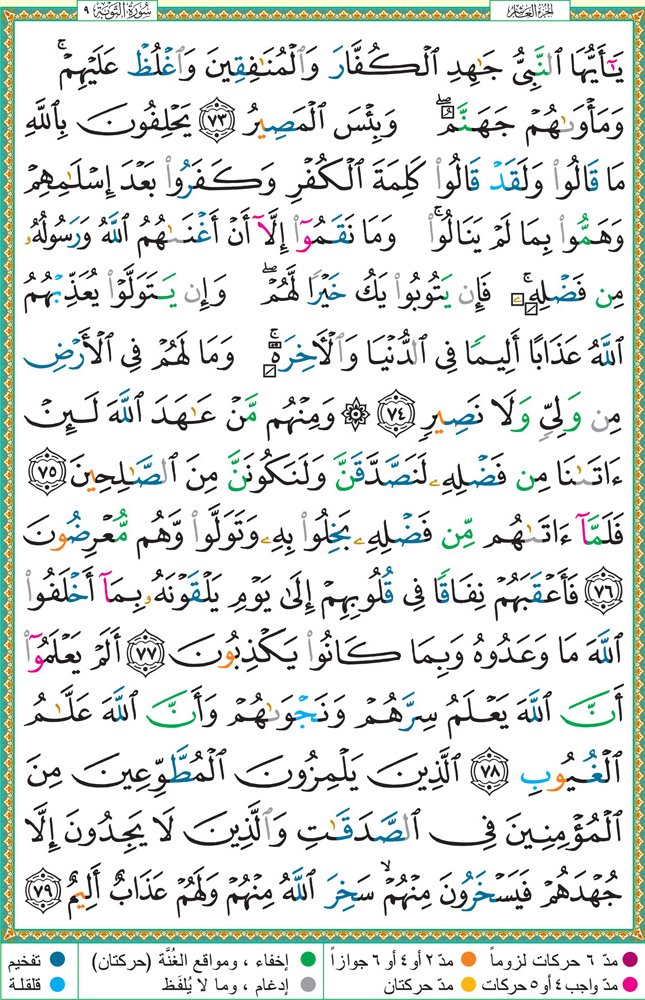 الجزء العاشر
سورة التوبة ٩
يَـٰٓأَيُّهَا ٱلنَّبِىُّ جَـٰهِدِ ٱلْكُفَّارَ وَٱلْمُنَـٰفِقِينَ وَٱغْلُظْ عَلَيْهِمْ ۚ
وَمَأْوَىٰهُمْ جَهَنَّمُ ۖ وَبِئْسَ ٱلْمَصِيرُ ﴿٧٣﴾ يَحْلِفُونَ بِٱللَّهِ
مَا قَالُوا۟ وَلَقَدْ قَالُوا۟ كَلِمَةَ ٱلْكُفْرِ وَكَفَرُوا۟ بَعْدَ إِسْلَـٰمِهِمْ
وَهَمُّوا۟ بِمَا لَمْ يَنَالُوا۟ ۚ وَمَا نَقَمُوٓا۟ إِلَّآ أَنْ أَغْنَىٰهُمُ ٱللَّهُ وَرَسُولُهُۥ
مِن فَضْلِهِۦ ۚ فَإِن يَتُوبُوا۟ يَكُ خَيْرًا لَّهُمْ ۖ وَإِن يَتَوَلَّوْا۟ يُعَذِّبْهُمُ
ٱللَّهُ عَذَابًا أَلِيمًا فِى ٱلدُّنْيَا وَٱلْـَٔاخِرَةِ ۚ وَمَا لَهُمْ فِى ٱلْأَرْضِ
مِن وَلِىٍّ وَلَا نَصِيرٍ ﴿٧٤﴾ ۞ وَمِنْهُم مَّنْ عَـٰهَدَ ٱللَّهَ لَئِنْ
ءَاتَىٰنَا مِن فَضْلِهِۦ لَنَصَّدَّقَنَّ وَلَنَكُونَنَّ مِنَ ٱلصَّـٰلِحِينَ ﴿٧٥﴾
فَلَمَّآ ءَاتَىٰهُم مِّن فَضْلِهِۦ بَخِلُوا۟ بِهِۦ وَتَوَلَّوا۟ وَّهُم مُّعْرِضُونَ
﴿٧٦﴾ فَأَعْقَبَهُمْ نِفَاقًا فِى قُلُوبِهِمْ إِلَىٰ يَوْمِ يَلْقَوْنَهُۥ بِمَآ أَخْلَفُوا۟
ٱللَّهَ مَا وَعَدُوهُ وَبِمَا كَانُوا۟ يَكْذِبُونَ ﴿٧٧﴾ أَلَمْ يَعْلَمُوٓا۟
أَنَّ ٱللَّهَ يَعْلَمُ سِرَّهُمْ وَنَجْوَىٰهُمْ وَأَنَّ ٱللَّهَ عَلَّـٰمُ
ٱلْغُيُوبِ ﴿٧٨﴾ ٱلَّذِينَ يَلْمِزُونَ ٱلْمُطَّوِّعِينَ مِنَ
ٱلْمُؤْمِنِينَ فِى ٱلصَّدَقَـٰتِ وَٱلَّذِينَ لَا يَجِدُونَ إِلَّا
جُهْدَهُمْ فَيَسْخَرُونَ مِنْهُمْ ۙ سَخِرَ ٱللَّهُ مِنْهُمْ وَلَهُمْ عَذَابٌ أَلِيمٌ ﴿٧٩﴾
مدّ ٦ حركات لزوماً
مدّ ٢ أو ٤ أو ٦ جوازاً
إخفاء ، ومواقع الغُنَّة (حركتان)
تفخيم
مدّ واجب ٤ أو ٥ حركات
مدّ حركتان
إدغام ، وما لا يُلفَظ
قلقلة